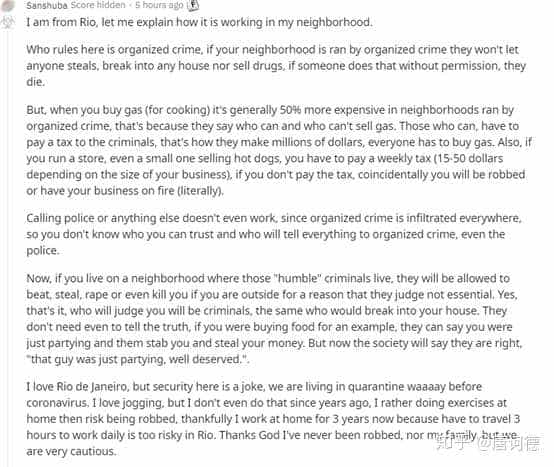 Sanshuba Score hidden · 5 hours ago
I am from Rio, let me explain how it is working in my neighborhood.
Who rules here is organized crime, if your neighborhood is ran by organized crime they won't let
anyone steals, break into any house nor sell drugs, if someone does that without permission, they
die.
But, when you buy gas (for cooking) it's generally 50% more expensive in neighborhoods ran by
organized crime, that's because they say who can and who can't sell gas. Those who can, have to
pay a tax to the criminals, that's how they make millions of dollars, everyone has to buy gas. Also, if
you run a store, even a small one selling hot dogs, you have to pay a weekly tax (15-50 dollars
depending on the size of your business), if you don't pay the tax, coincidentally you will be robbed
or have your business on fire (literally).
Calling police or anything else doesn't even work, since organized crime is infiltrated everywhere,
so you don't know who you can trust and who will tell everything to organized crime, even the
police.
Now, if you live on a neighborhood where those "humble" criminals live, they will be allowed to
beat, steal, rape or even kill you if you are outside for a reason that they judge not essential. Yes,
that's it, who will judge you will be criminals, the same who would break into your house. They
don't need even to tell the truth, if you were buying food for an example, they can say you were
just partying and them stab you and steal your money. But now the society will say they are right,
"that guy was just partying, well deserved.".
I love Rio de Janeiro, but security here is a joke, we are living in quarantine waaaay before
coronavirus. I love jogging, but I don't even do that since years ago, I rather doing exercises at
home then risk being robbed, thankfully I work at home for 3 years now because have to travel 3
hours to work daily is too risky in Rio. Thanks God I've never been robbed, nor my family, but we
are very cautious.
知乎 @唐词德